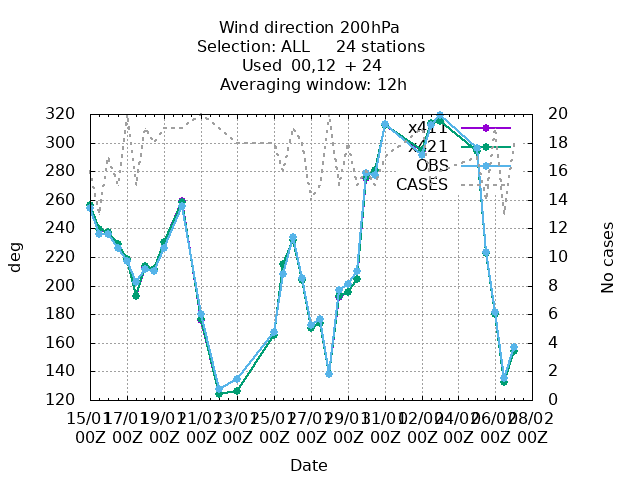 Wind direction 200hPa
Selection: ALL 24 stations
Used 00,12 + 24
Averaging window: 12h
320 20
x411
300 18
x421
280 16
OBS
260 14
CASES
240 12
220 10
200 8
180 6
160 4
140 2
120 0
deg
No cases
15/01 17/01 19/01 21/01 23/01 25/01 27/01 29/01 31/01 02/02 04/02 06/02 08/02
00Z 00Z 00Z 00Z 00Z 00Z 00Z 00Z 00Z 00Z 00Z 00Z 00Z
Date